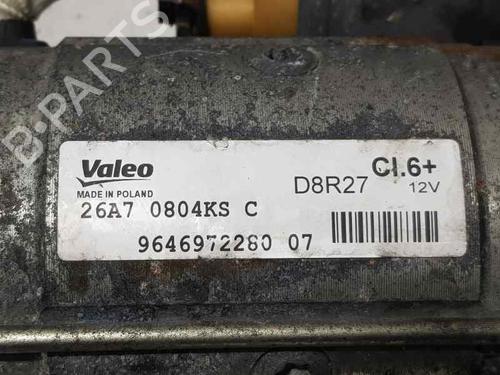 B-PARTS
Valeo
MADE IN POLAND
D8R27
Cl.6+
12V
26A7 0804KS C
9646972280 07